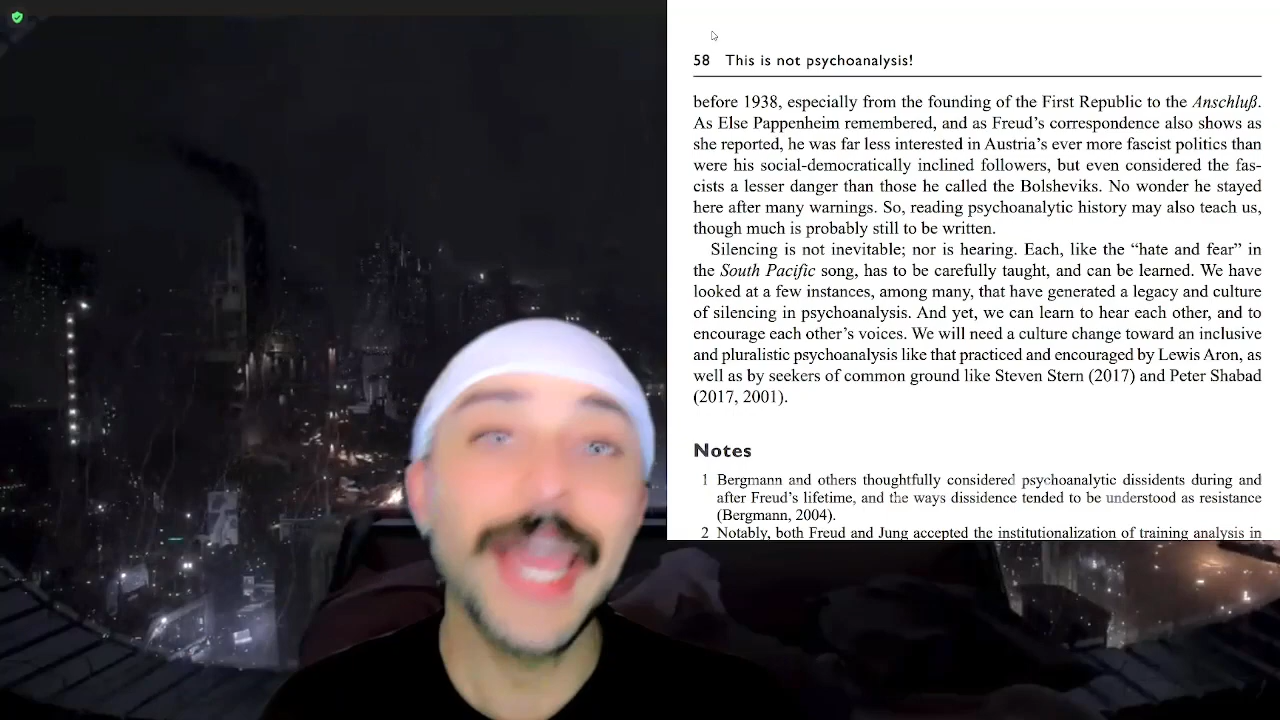 58 This is not psychoanalysis!
before 1938, especially from the founding of the First Republic to the Anschluß.
As Else Pappenheim remembered, and as Freud’s correspondence also shows as
she reported, he was far less interested in Austria’s ever more fascist politics than
were his social-democratically inclined followers, but even considered the fas-
cists a lesser danger than those he called the Bolsheviks. No wonder he stayed
here after many warnings. So, reading psychoanalytic history may also teach us,
though much is probably still to be written.
Silencing is not inevitable; nor is hearing. Each, like the “hate and fear” in
the South Pacific song, has to be carefully taught, and can be learned. We have
looked at a few instances, among many, that have generated a legacy and culture
of silencing in psychoanalysis. And yet, we can learn to hear each other, and to
encourage each other’s voices. We will need a culture change toward an inclusive
and pluralistic psychoanalysis like that practiced and encouraged by Lewis Aron, as
well as by seekers of common ground like Steven Stern (2017) and Peter Shabad
(2017, 2001).
Notes
1 Bergmann and others thoughtfully considered psychoanalytic dissidents during and
after Freud’s lifetime, and the ways dissidence tended to be understood as resistance
(Bergmann, 2004).
2 Notably, both Freud and Jung accepted the institutionalization of training analysis in